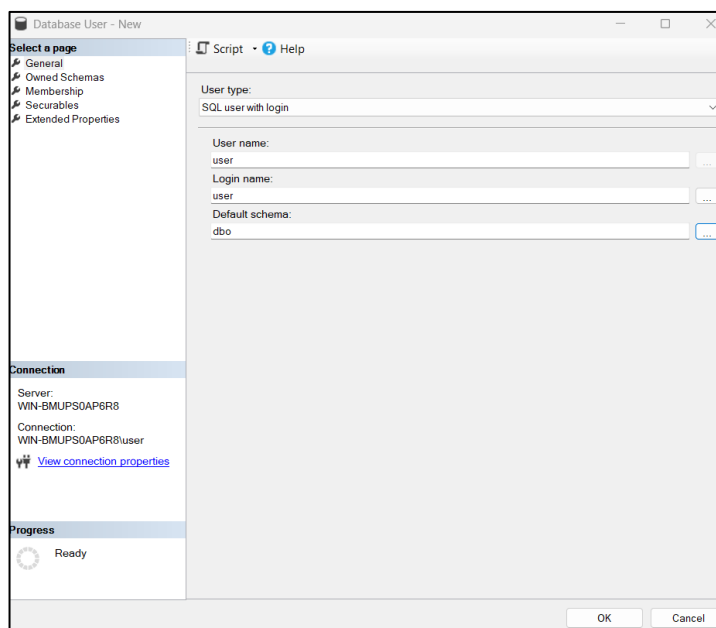 Database User - New
Select a page
General
Owned Schemas
Membership
Securables
Extended Properties
Script
Help
User type:
SQL user with login
User name:
user
...
Login name:
user
...
Default schema:
dbo
...
Connection
Server:
WIN-BMUPS0AP6R8
Connection:
WIN-BMUPS0AP6R8\user
View connection properties
Progress
Ready
OK
Cancel